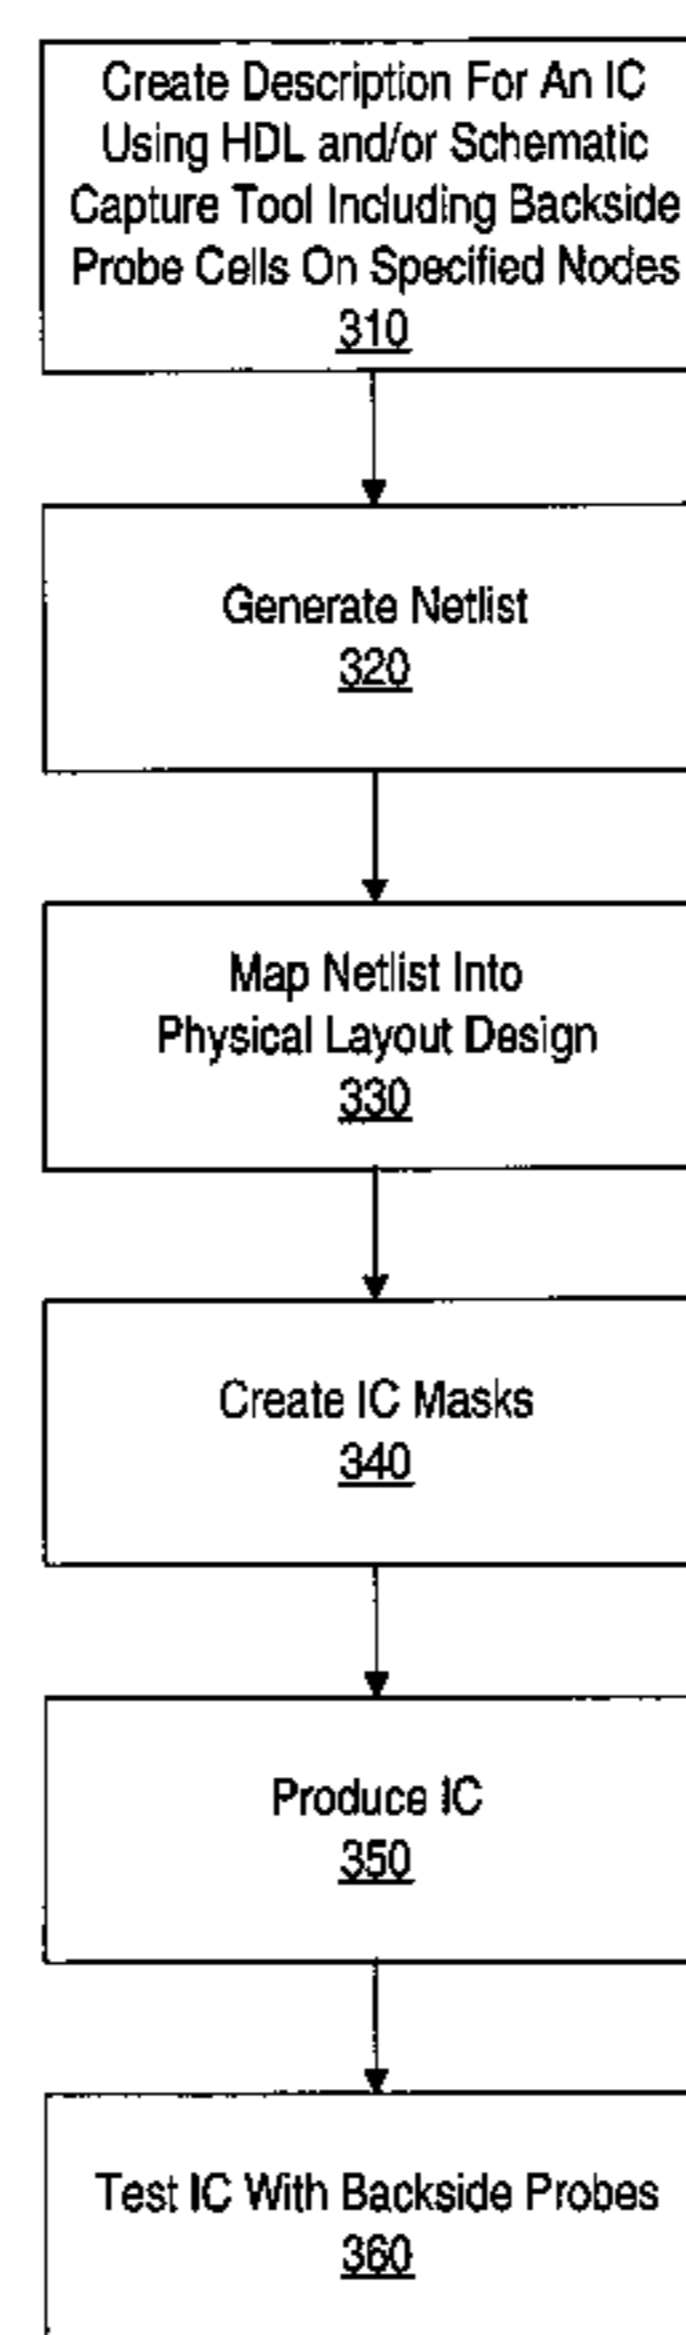 Create Description For An IC
Using HDL and/or Schematic
Capture Tool Including Backside
Probe Cells On Specified Nodes
310
Generate Netlist
320
Map Netlist Into
Physical Layout Design
330
Create IC Masks
340
Produce IC
350
Test IC With Backside Probes
360